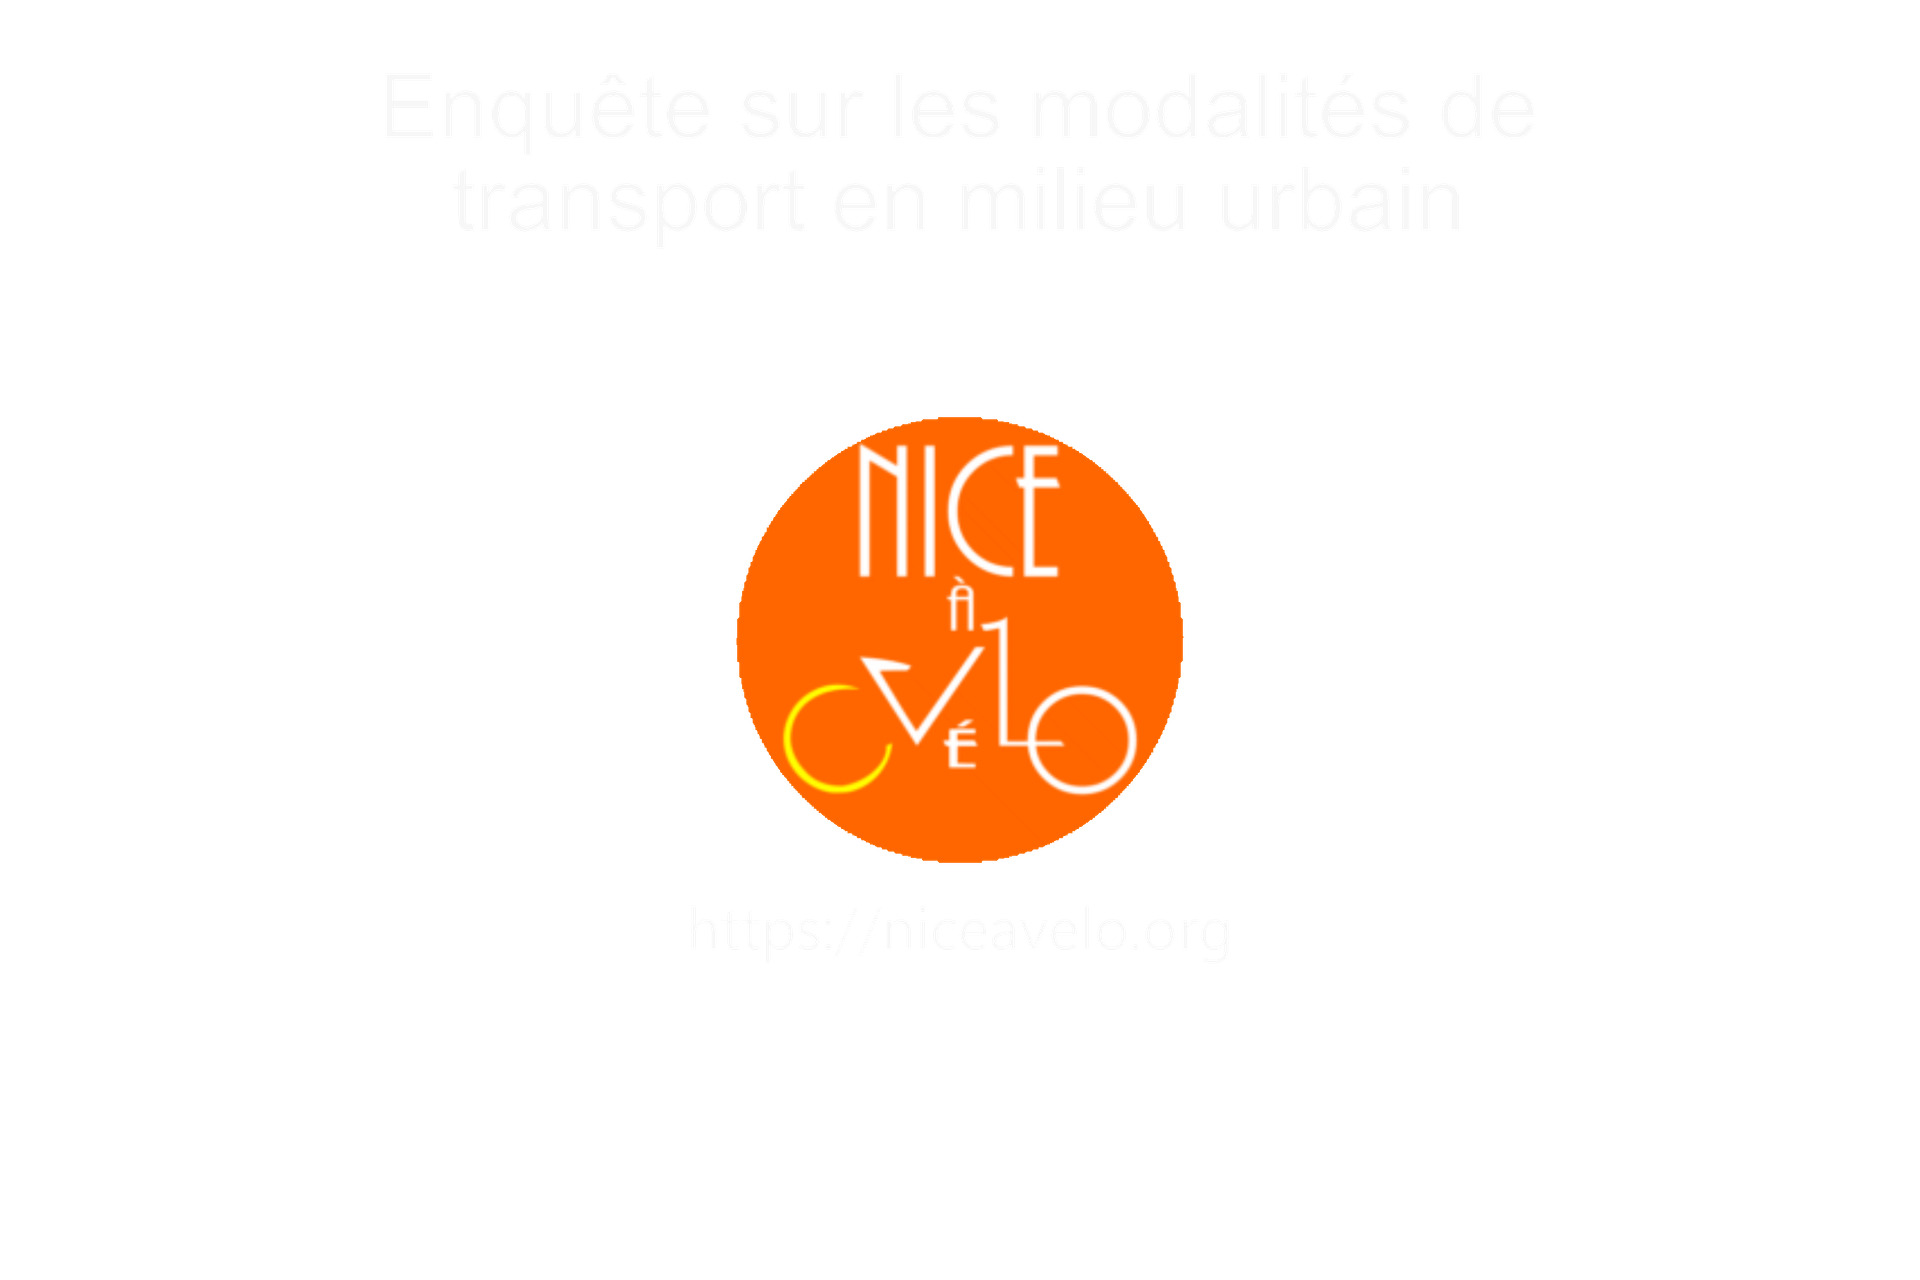 Enquête sur les modalités de
transport en milieu urbain
NICE
à
VÉLO
https://niceavelo.org